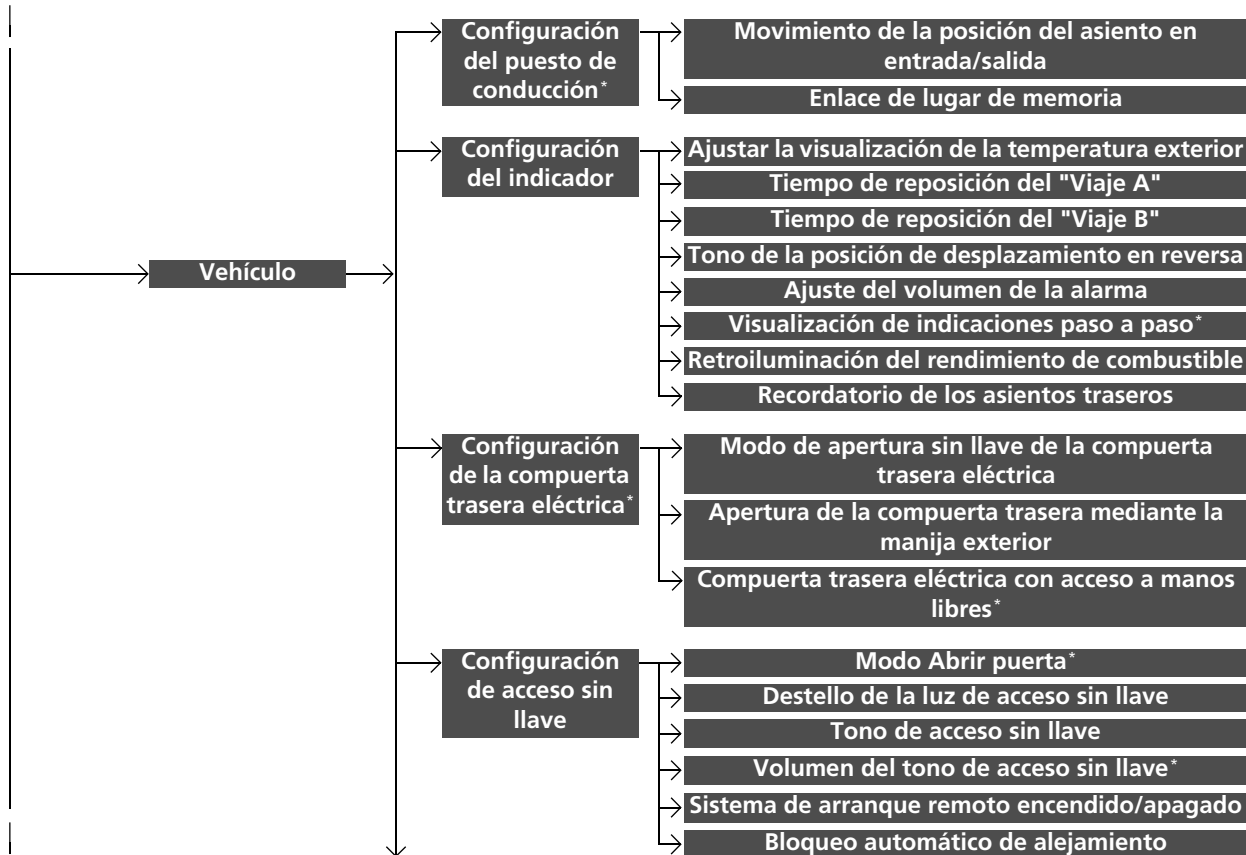 Vehículo
Configuración
del puesto de
conducción*
Movimiento de la posición del asiento en
entrada/salida
Enlace de lugar de memoria
Configuración
del indicador
Ajustar la visualización de la temperatura exterior
Tiempo de reposición del "Viaje A"
Tiempo de reposición del "Viaje B"
Tono de la posición de desplazamiento en reversa
Ajuste del volumen de la alarma
Visualización de indicaciones paso a paso*
Retroiluminación del rendimiento de combustible
Recordatorio de los asientos traseros
Configuración
de la compuerta
trasera eléctrica*
Modo de apertura sin llave de la compuerta
trasera eléctrica
Apertura de la compuerta trasera mediante la
manija exterior
Compuerta trasera eléctrica con acceso a manos
libres*
Configuración
de acceso sin
llave
Modo Abrir puerta*
Destello de la luz de acceso sin llave
Tono de acceso sin llave
Volumen del tono de acceso sin llave*
Sistema de arranque remoto encendido/apagado
Bloqueo automático de alejamiento